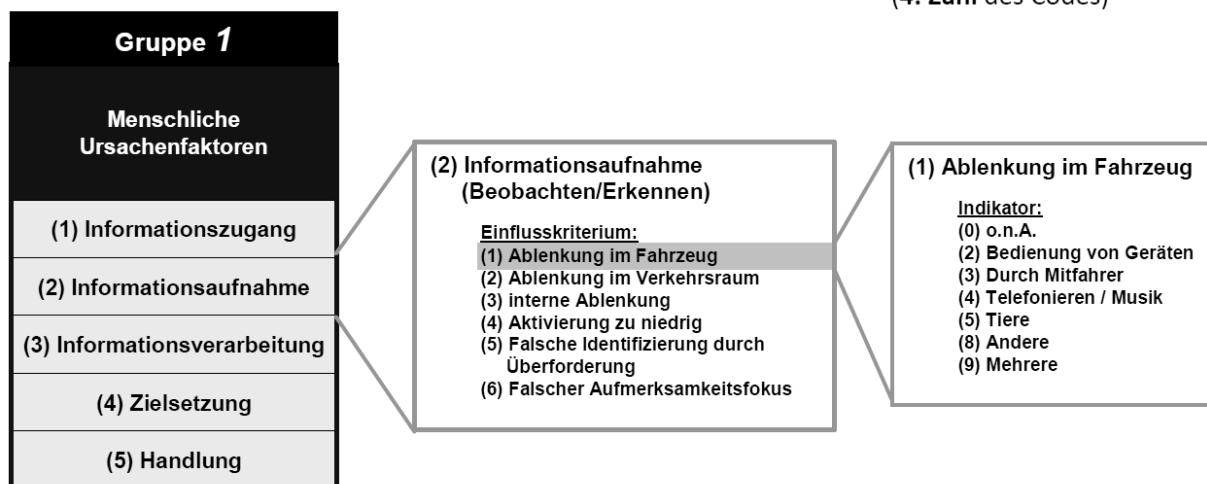 (4. Zahl des Codes)
Gruppe 1
Menschliche
Ursachenfaktoren
(1) Informationszugang
(2) Informationsaufnahme
(3) Informationsverarbeitung
(4) Zielsetzung
(5) Handlung
(2) Informationsaufnahme
(Beobachten/Erkennen)
Einflusskriterium:
(1) Ablenkung im Fahrzeug
(2) Ablenkung im Verkehrsraum
(3) interne Ablenkung
(4) Aktivierung zu niedrig
(5) Falsche Identifizierung durch
Überforderung
(6) Falscher Aufmerksamkeitsfokus
(1) Ablenkung im Fahrzeug
Indikator:
(0) o.n.A.
(2) Bedienung von Geräten
(3) Durch Mitfahrer
(4) Telefonieren / Musik
(5) Tiere
(8) Andere
(9) Mehrere